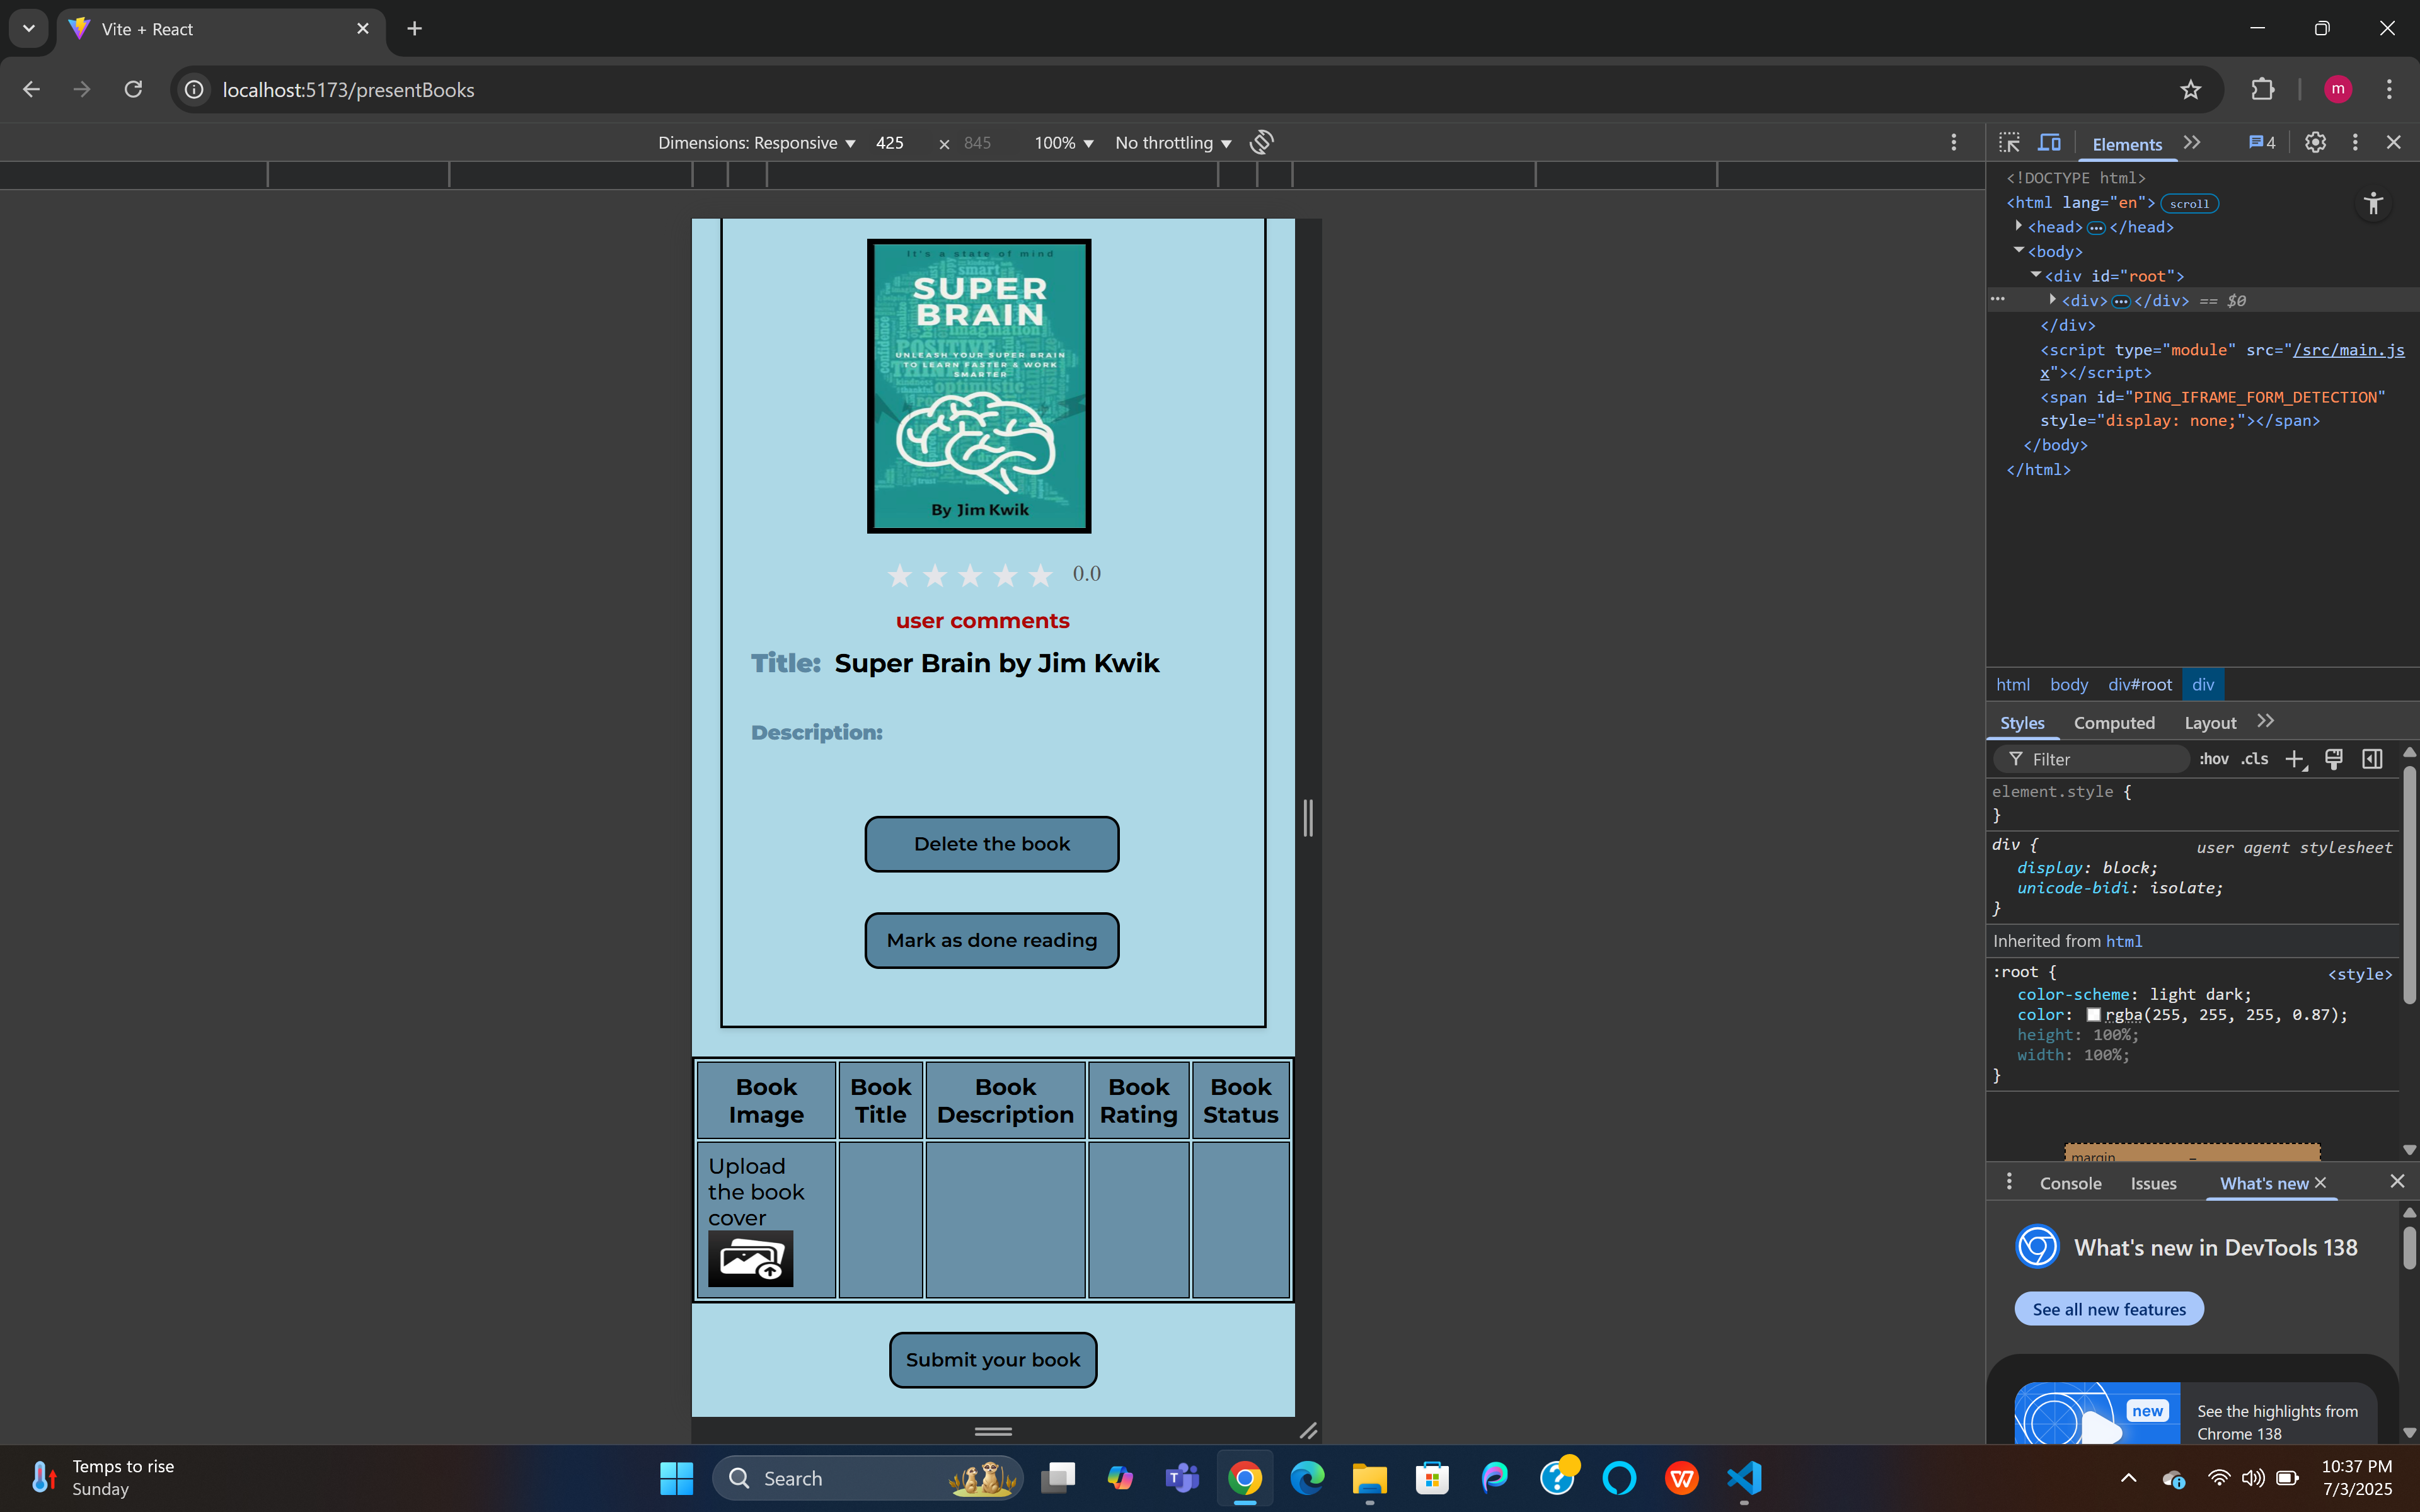 Vite + React
localhost:5173/presentBooks
Dimensions: Responsive 425 × 845 100% No throttling
Elements 4
<!DOCTYPE html>
<html lang="en"> scroll
<head> </head>
<body>
<div id="root">
<div> </div> == $0
</div>
<script type="module" src="/src/main.js
x"></script>
<span id="PING_IFRAME_FORM_DETECTION"
style="display: none;"></span>
</body>
</html>
html body div#root div
Styles Computed Layout
Filter :hov .cls
element.style {
}
div { user agent stylesheet
display: block;
unicode-bidi: isolate;
}
Inherited from html
:root { <style>
color-scheme: light dark;
color: rgba(255, 255, 255, 0.87);
height: 100%;
width: 100%;
}
margin –
Console Issues What's new
What's new in DevTools 138
See all new features
new
See the highlights from
Chrome 138
It's a state of mind
smart
SUPER
BRAIN
imagination
confidence
POSITIVE
UNLEASH YOUR SUPER BRAIN
TO LEARN FASTER & WORK
SMARTER
optimistic
By Jim Kwik
0.0
user comments
Title: Super Brain by Jim Kwik
Description:
Delete the book
Mark as done reading
Book Image
Book Title
Book Description
Book Rating
Book Status
Upload
the book
cover
Submit your book
Temps to rise
Sunday
Search
10:37 PM
7/3/2025
m